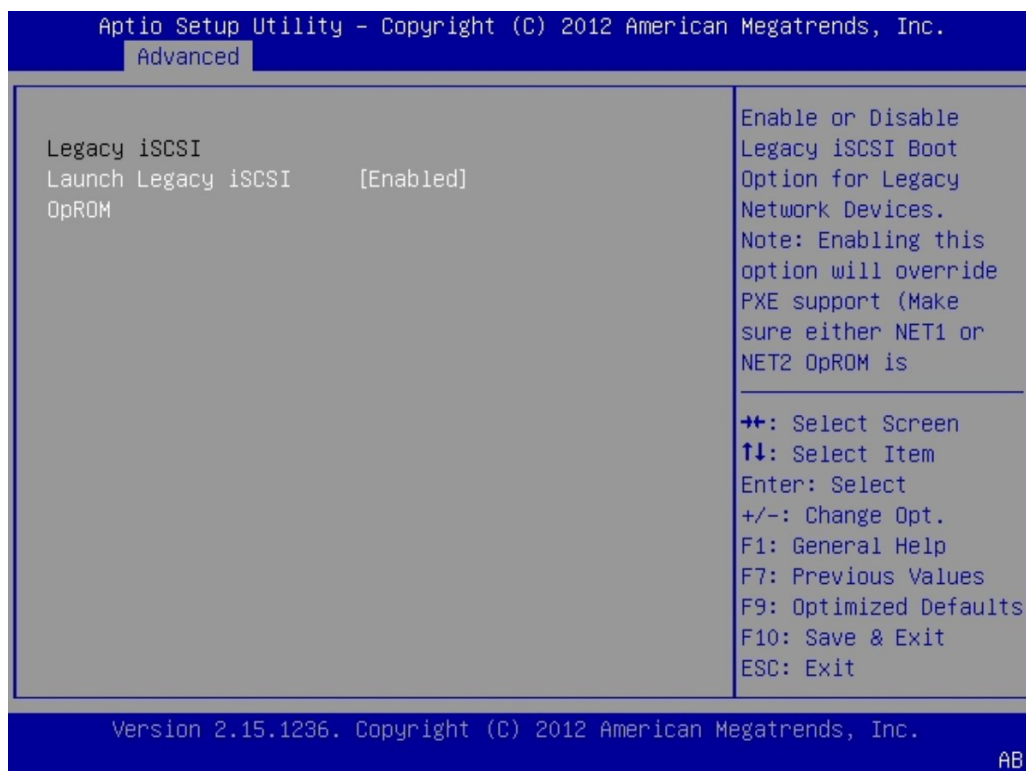 Aptio Setup Utility – Copyright (C) 2012 American Megatrends, Inc.
Advanced
Legacy iSCSI
Launch Legacy iSCSI [Enabled]
OpROM
Enable or Disable
Legacy iSCSI Boot
Option for Legacy
Network Devices.
Note: Enabling this
option will override
PXE support (Make
sure either NET1 or
NET2 OpROM is
→←: Select Screen
↑↓: Select Item
Enter: Select
+/-: Change Opt.
F1: General Help
F7: Previous Values
F9: Optimized Defaults
F10: Save & Exit
ESC: Exit
Version 2.15.1236. Copyright (C) 2012 American Megatrends, Inc.
AB